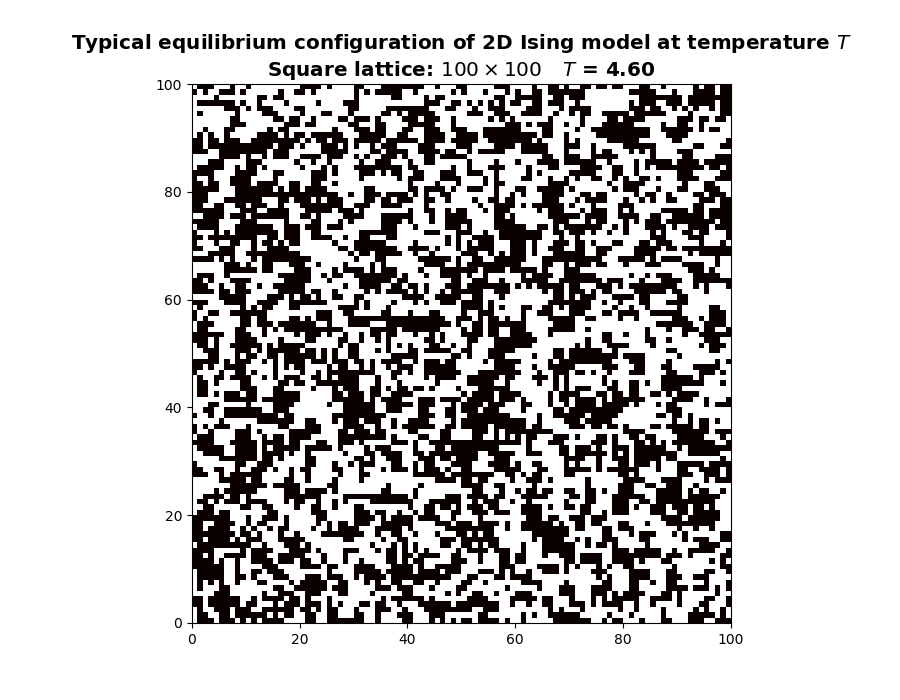 Typical equilibrium configuration of 2D Ising model at temperature T
Square lattice: 100 × 100 T = 4.60
100
80
60
40
20
0
0 20 40 60 80 100